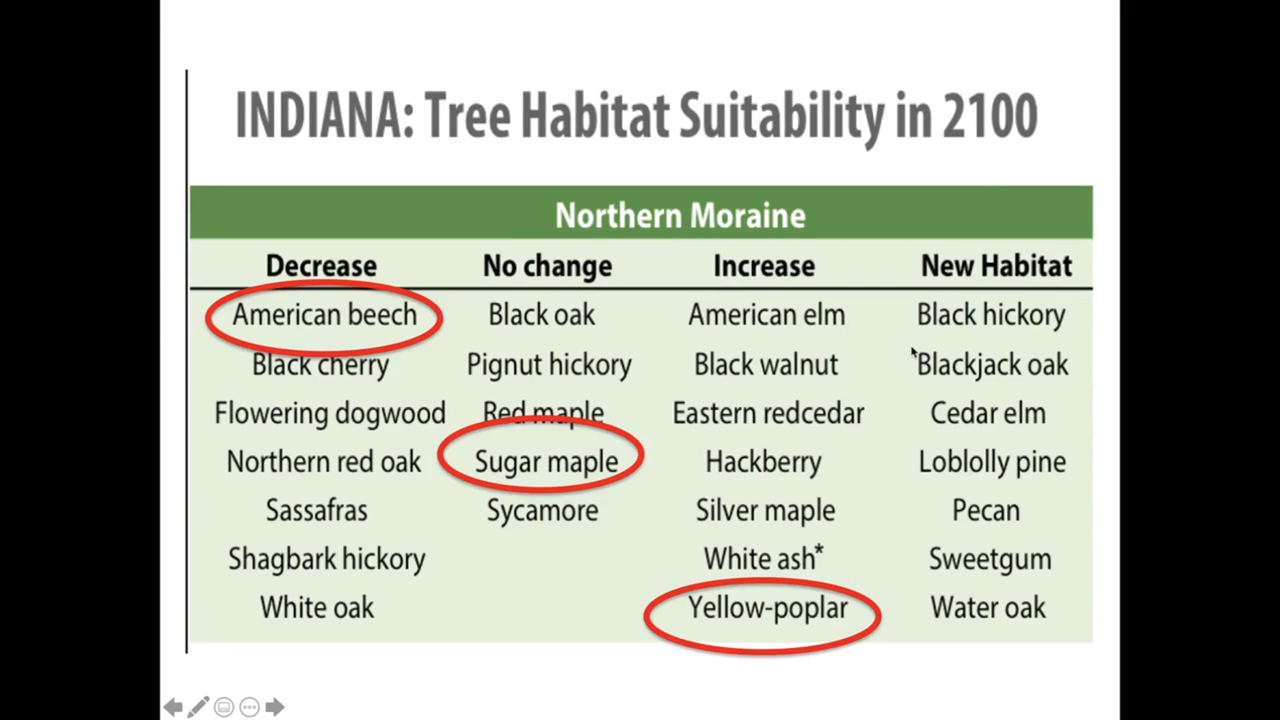 INDIANA: Tree Habitat Suitability in 2100
Northern Moraine
Decrease No change Increase New Habitat
American beech Black oak American elm Black hickory
Black cherry Pignut hickory Black walnut Blackjack oak
Flowering dogwood Red maple Eastern redcedar Cedar elm
Northern red oak Sugar maple Hackberry Loblolly pine
Sassafras Sycamore Silver maple Pecan
Shagbark hickory White ash* Sweetgum
White oak Yellow-poplar Water oak